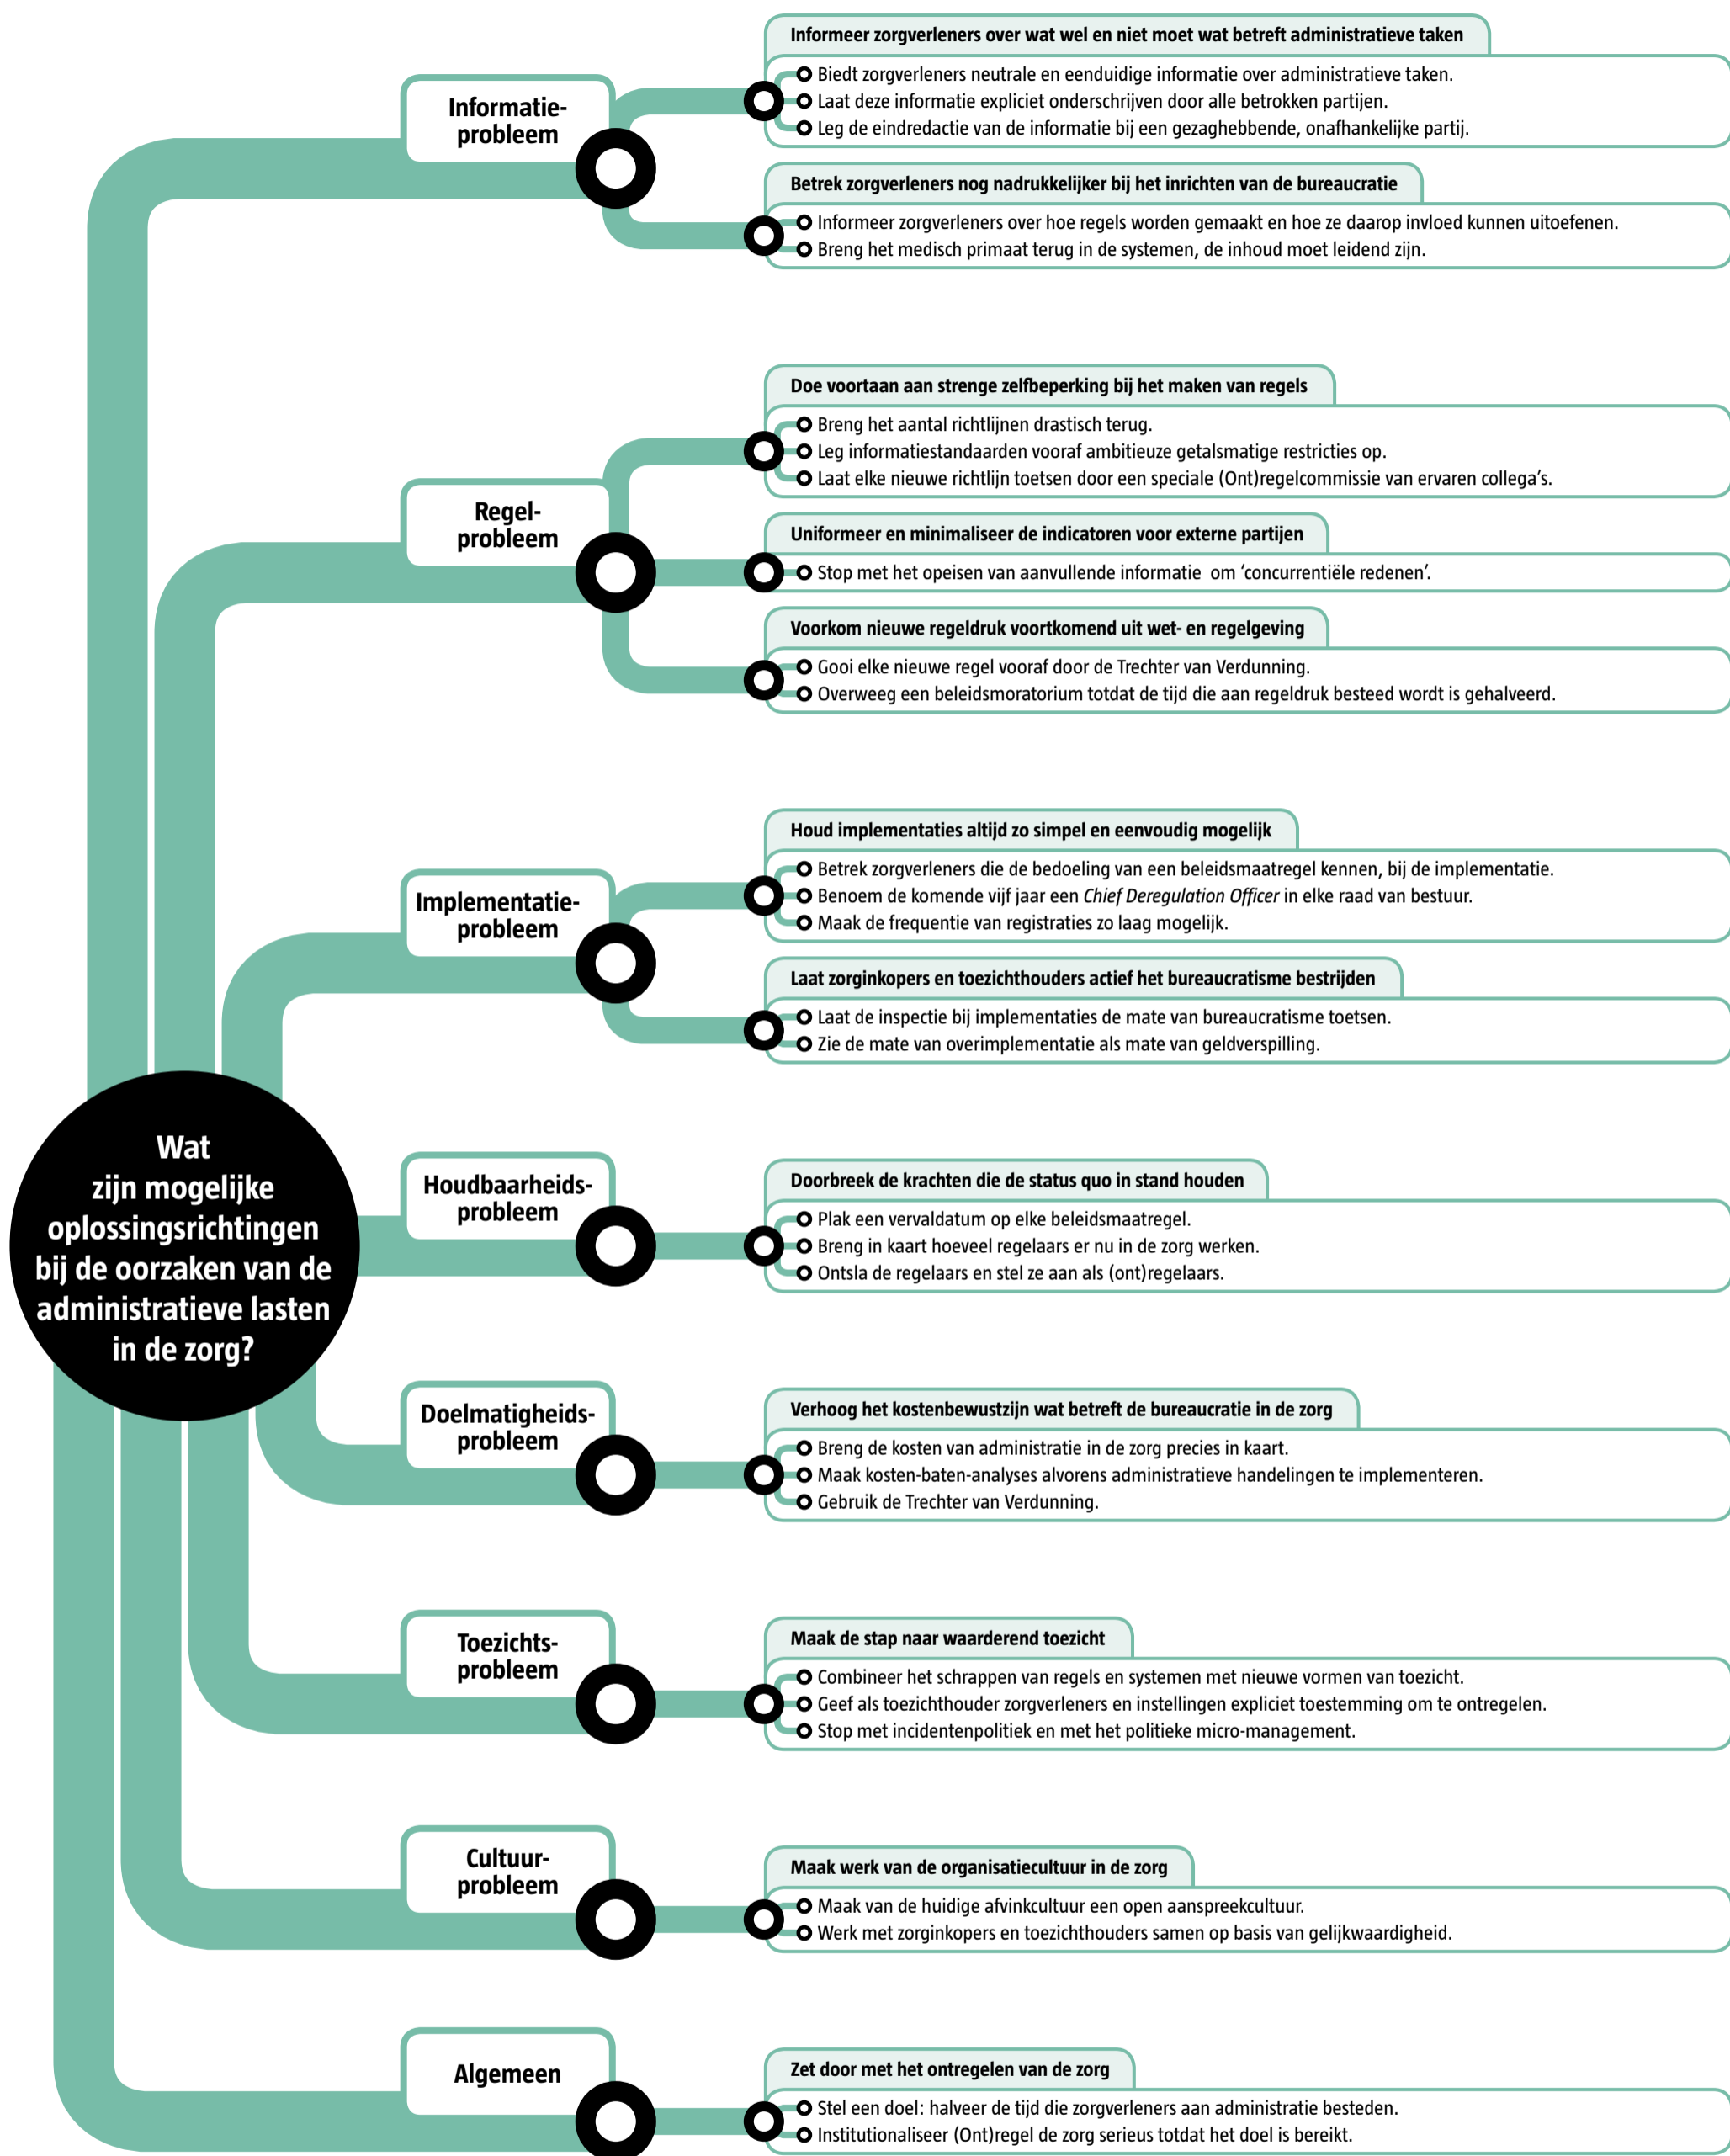 Informatie-
probleem
Informeer zorgverleners over wat wel en niet moet wat betreft administratieve taken
Biedt zorgverleners neutrale en eenduidige informatie over administratieve taken.
Laat deze informatie expliciet onderschrijven door alle betrokken partijen.
Leg de eindredactie van de informatie bij een gezaghebbende, onafhankelijke partij.
Betrek zorgverleners nog nadrukkelijker bij het inrichten van de bureaucratie
Informeer zorgverleners over hoe regels worden gemaakt en hoe ze daarop invloed kunnen uitoefenen.
Breng het medisch primaat terug in de systemen, de inhoud moet leidend zijn.
Regel-
probleem
Doe voortaan aan strenge zelfbeperking bij het maken van regels
Breng het aantal richtlijnen drastisch terug.
Leg informatiestandaarden vooraf ambitieuze getalsmatige restricties op.
Laat elke nieuwe richtlijn toetsen door een speciale (Ont)regelcommissie van ervaren collega’s.
Uniformeer en minimaliseer de indicatoren voor externe partijen
Stop met het opeisen van aanvullende informatie  om ‘concurrentiële redenen’.
Voorkom nieuwe regeldruk voortkomend uit wet- en regelgeving
Gooi elke nieuwe regel vooraf door de Trechter van Verdunning.
Overweeg een beleidsmoratorium totdat de tijd die aan regeldruk besteed wordt is gehalveerd.
Implementatie-
probleem
Houd implementaties altijd zo simpel en eenvoudig mogelijk
Betrek zorgverleners die de bedoeling van een beleidsmaatregel kennen, bij de implementatie.
Benoem de komende vijf jaar een Chief Deregulation Officer in elke raad van bestuur.
Maak de frequentie van registraties zo laag mogelijk.
Laat zorginkopers en toezichthouders actief het bureaucratisme bestrijden
Laat de inspectie bij implementaties de mate van bureaucratisme toetsen.
Zie de mate van overimplementatie als mate van geldverspilling.
Wat
zijn mogelijke
oplossingsrichtingen
bij de oorzaken van de
administratieve lasten
in de zorg?
Houdbaarheids-
probleem
Doorbreek de krachten die de status quo in stand houden
Plak een vervaldatum op elke beleidsmaatregel.
Breng in kaart hoeveel regelaars er nu in de zorg werken.
Ontsla de regelaars en stel ze aan als (ont)regelaars.
Doelmatigheids-
probleem
Verhoog het kostenbewustzijn wat betreft de bureaucratie in de zorg
Breng de kosten van administratie in de zorg precies in kaart.
Maak kosten-baten-analyses alvorens administratieve handelingen te implementeren.
Gebruik de Trechter van Verdunning.
Toezichts-
probleem
Maak de stap naar waarderend toezicht
Combineer het schrappen van regels en systemen met nieuwe vormen van toezicht.
Geef als toezichthouder zorgverleners en instellingen expliciet toestemming om te ontregelen.
Stop met incidentenpolitiek en met het politieke micro-management.
Cultuur-
probleem
Maak werk van de organisatiecultuur in de zorg
Maak van de huidige afvinkcultuur een open aanspreekcultuur.
Werk met zorginkopers en toezichthouders samen op basis van gelijkwaardigheid.
Algemeen
Zet door met het ontregelen van de zorg
Stel een doel: halveer de tijd die zorgverleners aan administratie besteden.
Institutionaliseer (Ont)regel de zorg serieus totdat het doel is bereikt.